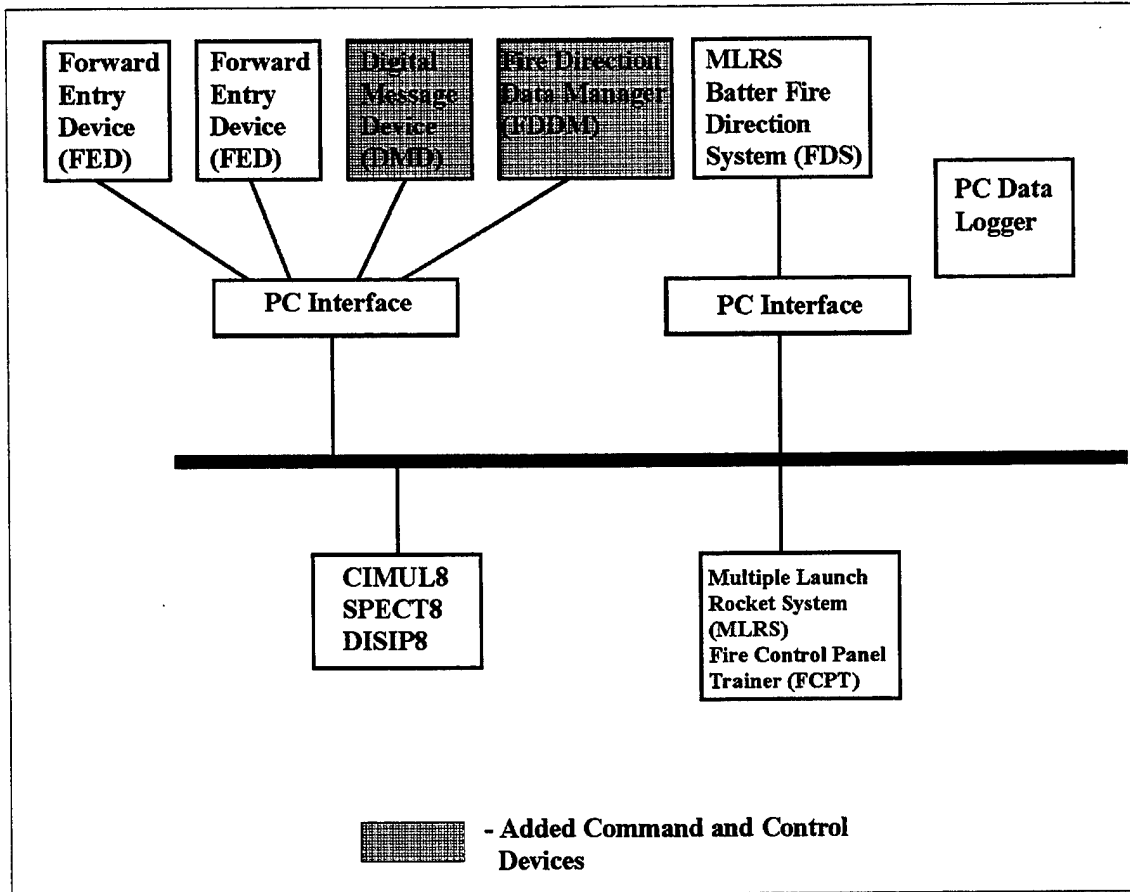 Forward
Entry
Device
(FED)
Forward
Entry
Device
(FED)
Digital
Message
Device
(DMD)
Fire Direction
Data Manager
(FDDM)
MLRS
Batter Fire
Direction
System (FDS)
PC Data
Logger
PC Interface
PC Interface
CIMUL8
SPECT8
DISIP8
Multiple Launch
Rocket System
(MLRS)
Fire Control Panel
Trainer (FCPT)
- Added Command and Control
Devices